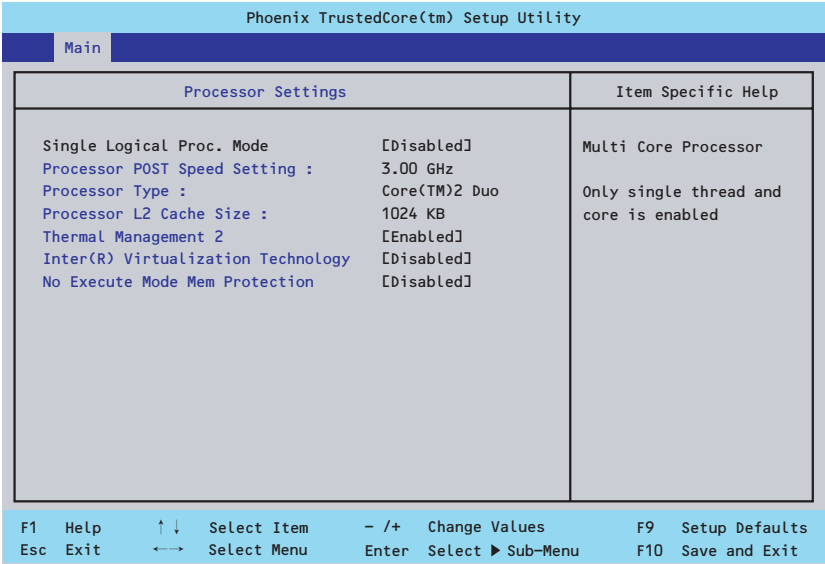 Phoenix TrustedCore(tm) Setup Utility
Main
Processor Settings
Item Specific Help
Single Logical Proc. Mode [Disabled]
Processor POST Speed Setting : 3.00 GHz
Processor Type : Core(TM)2 Duo
Processor L2 Cache Size : 1024 KB
Thermal Management 2 [Enabled]
Inter(R) Virtualization Technology [Disabled]
No Execute Mode Mem Protection [Disabled]
Multi Core Processor
Only single thread and
core is enabled
F1 Help ↑↓ Select Item – /+ Change Values F9 Setup Defaults
Esc Exit ←→ Select Menu Enter Select ▶ Sub-Menu F10 Save and Exit